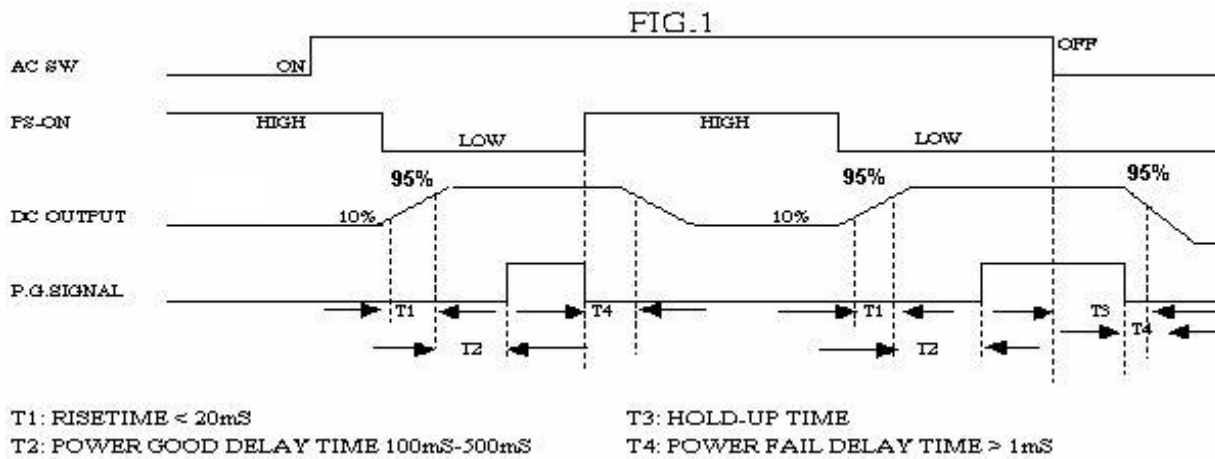 FIG.1
AC SW ON OFF
PS-ON HIGH LOW HIGH LOW
95% 95% 95%
DC OUTPUT 10% 10%
P.G.SIGNAL
T1 T4 T1 T3
T2 T2 T4
T1: RISETIME < 20mS
T3: HOLD-UP TIME
T2: POWER GOOD DELAY TIME 100mS-500mS
T4: POWER FAIL DELAY TIME > 1mS